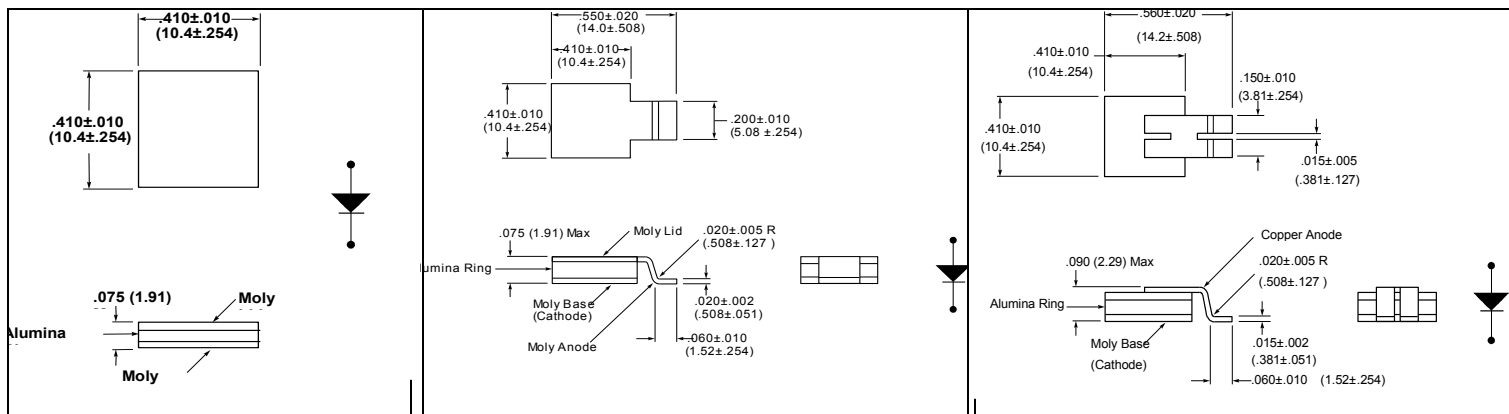 .410±.010
(10.4±.254)
.410±.010
(10.4±.254)
.075 (1.91)
Moly
Alumina
Moly
.550±.020
(14.0±.508)
.410±.010
(10.4±.254)
.410±.010
(10.4±.254)
.200±.010
(5.08 ±.254)
.075 (1.91) Max
Moly Lid
.020±.005 R
(.508±.127 )
lumina Ring
Moly Base
(Cathode)
.020±.002
(.508±.051)
Moly Anode
.060±.010
(1.52±.254)
.560±.020
(14.2±.508)
.410±.010
(10.4±.254)
.150±.010
(3.81±.254)
.410±.010
(10.4±.254)
.015±.005
(.381±.127)
Copper Anode
.090 (2.29) Max
.020±.005 R
(.508±.127 )
Alumina Ring
Moly Base
(Cathode)
.015±.002
(.381±.051)
.060±.010 (1.52±.254)